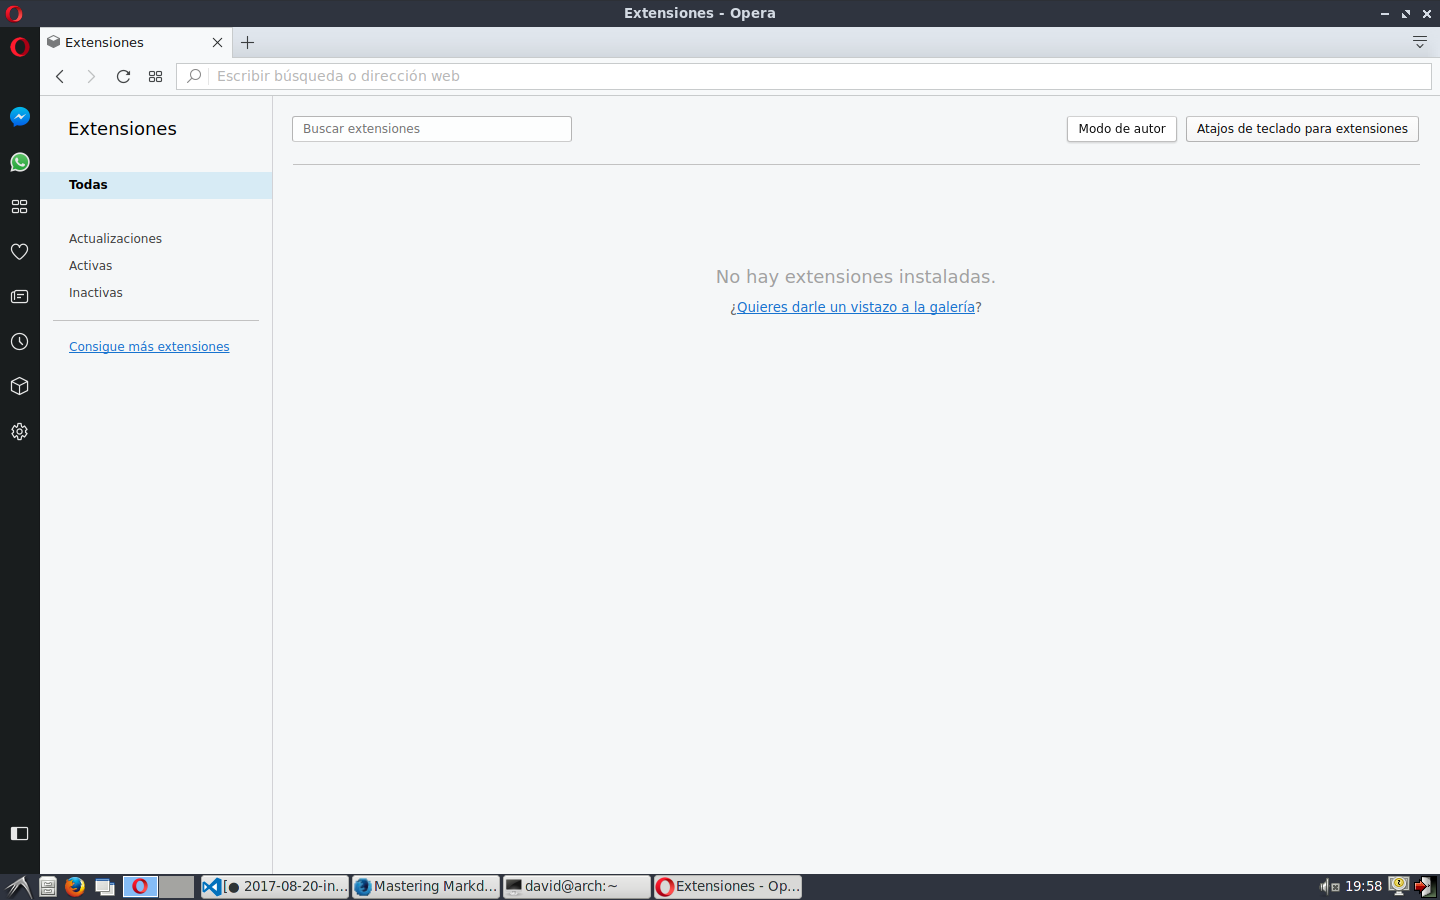 Extensiones - Opera
Extensiones
Escribir búsqueda o dirección web
Extensiones
Buscar extensiones
Modo de autor
Atajos de teclado para extensiones
Todas
Actualizaciones
Activas
Inactivas
Consigue más extensiones
No hay extensiones instaladas.
¿Quieres darle un vistazo a la galería?
[● 2017-08-20-in...
Mastering Markd...
david@arch:~
Extensiones - Op...
19:58